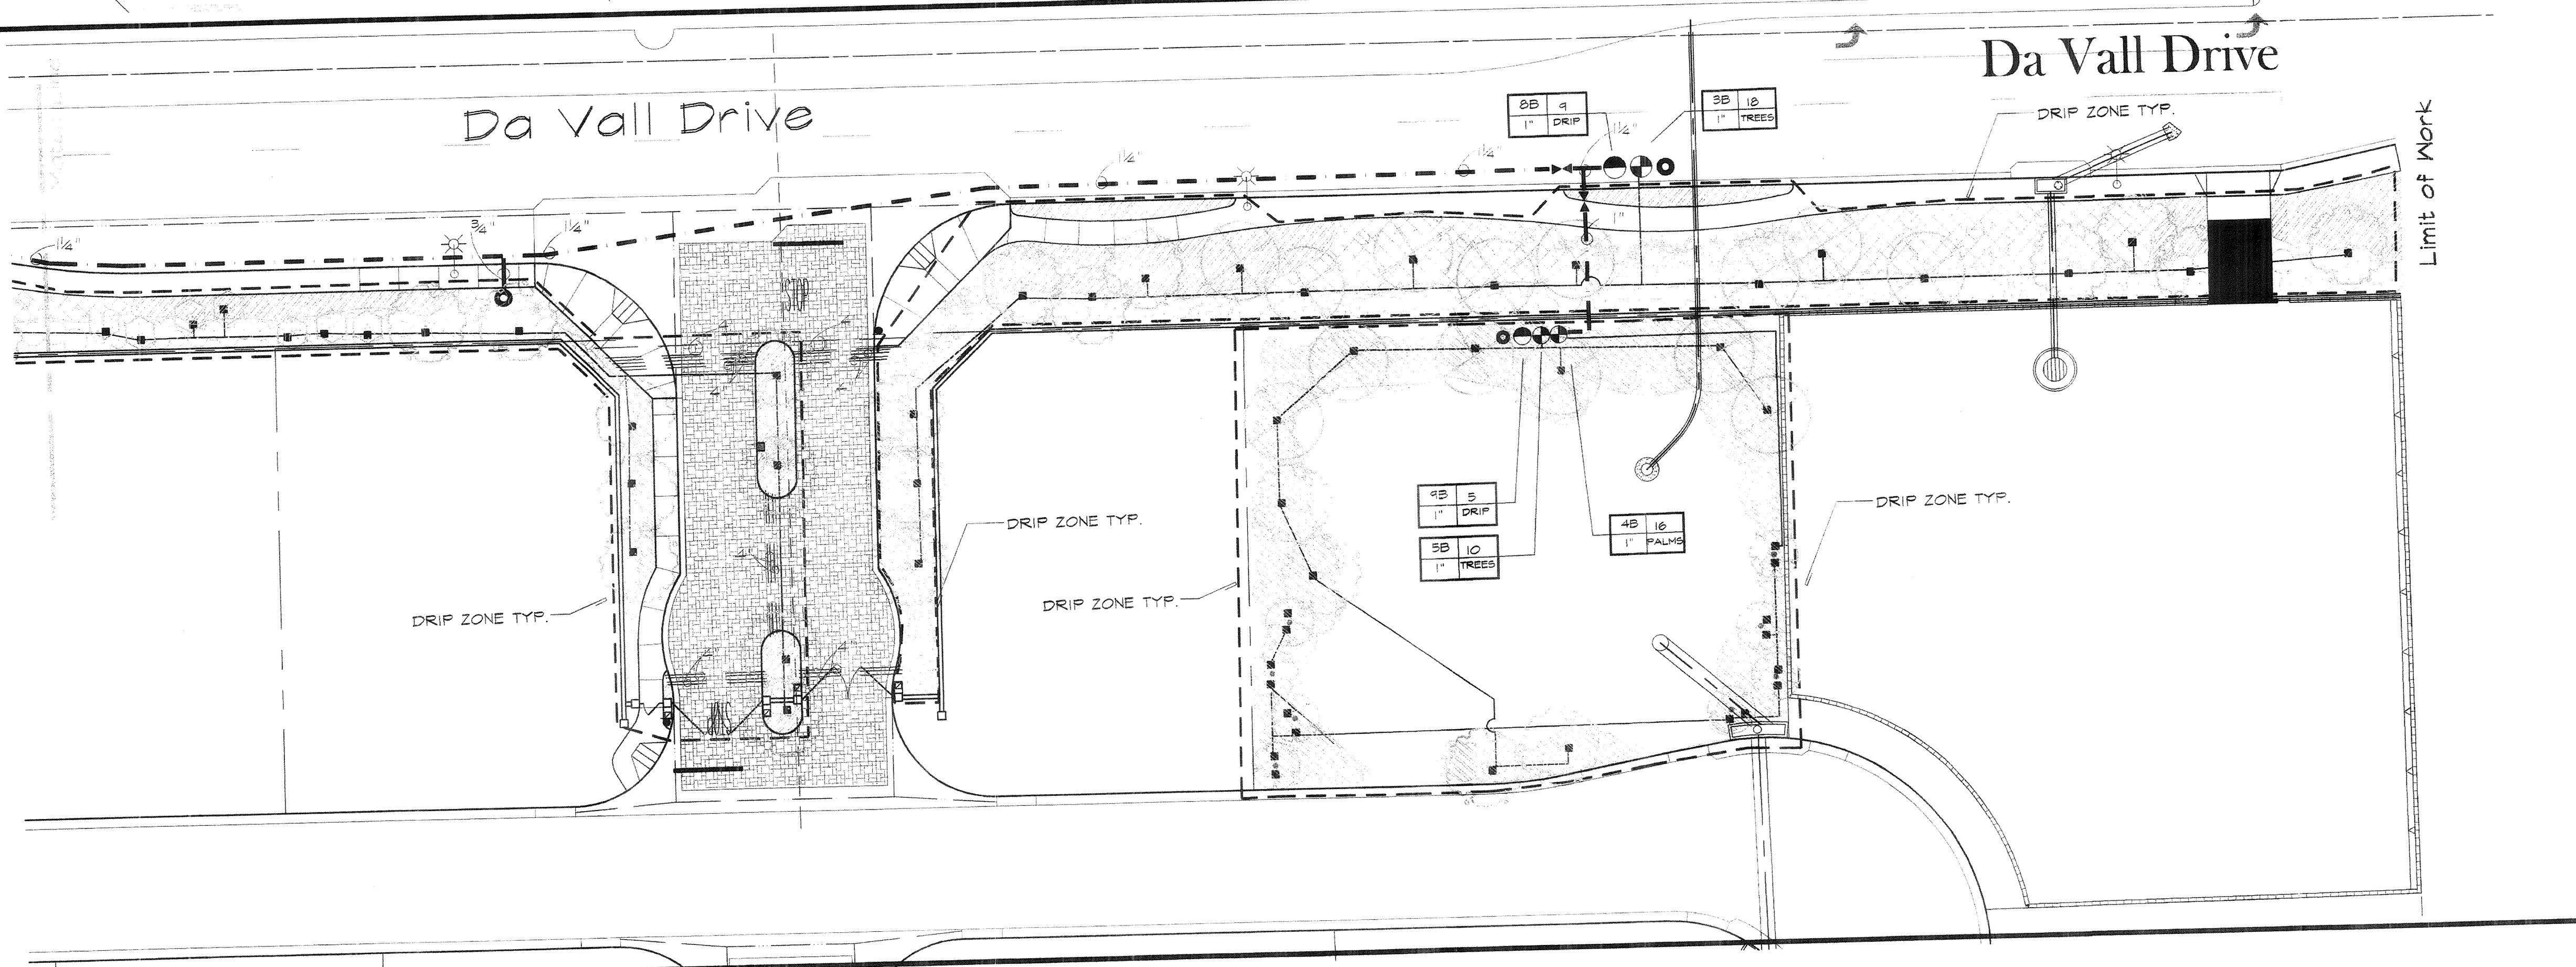 Da Vall Drive
Da Vall Drive
8B 9
1" DRIP
3B 18
1" TREES
DRIP ZONE TYP.
Limit of Work
1¼"
1¼"
1¼"
1¼"
¾"
1¼"
1"
4"
4"
4"
4"
9B 5
1" DRIP
5B 10
1" TREES
4B 16
1" PALMS
DRIP ZONE TYP.
DRIP ZONE TYP.
DRIP ZONE TYP.
DRIP ZONE TYP.